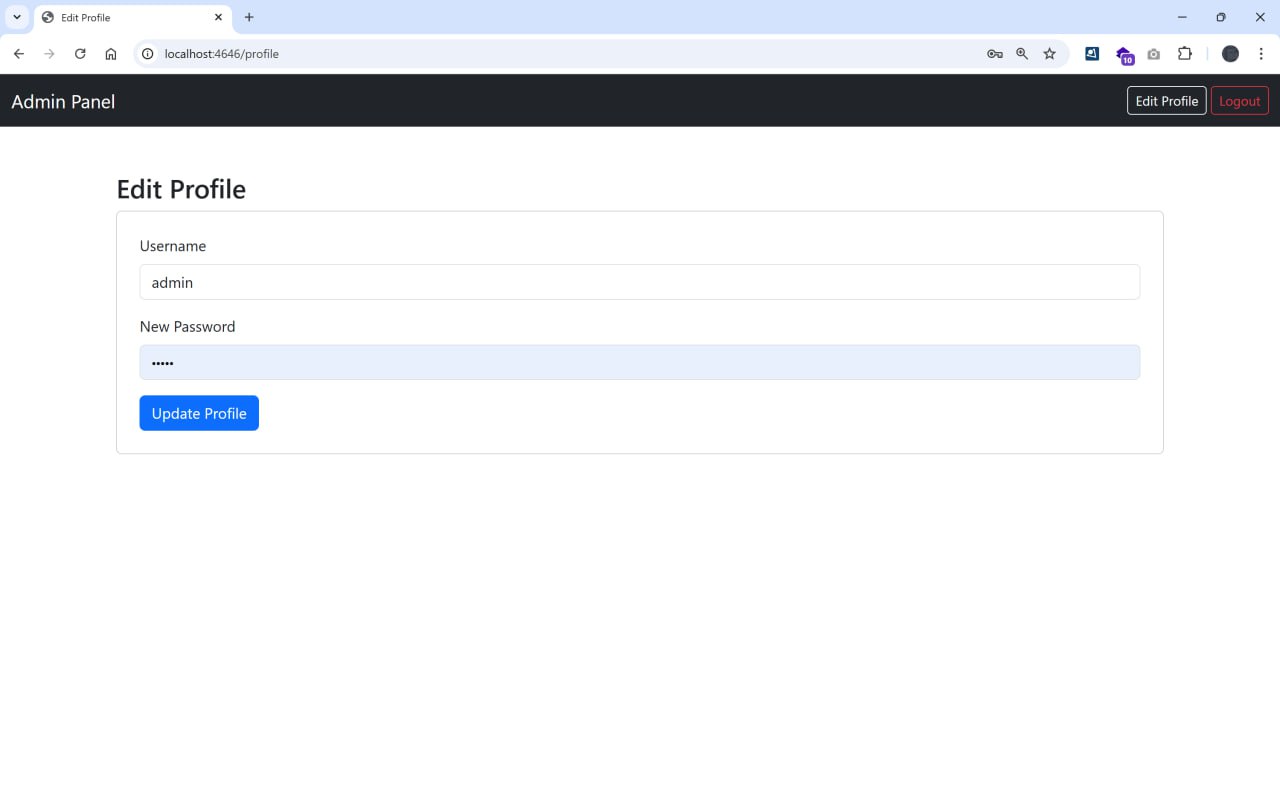 Edit Profile
localhost:4646/profile
10
Admin Panel
Edit Profile
Logout
Edit Profile
Username
admin
New Password
•••••
Update Profile